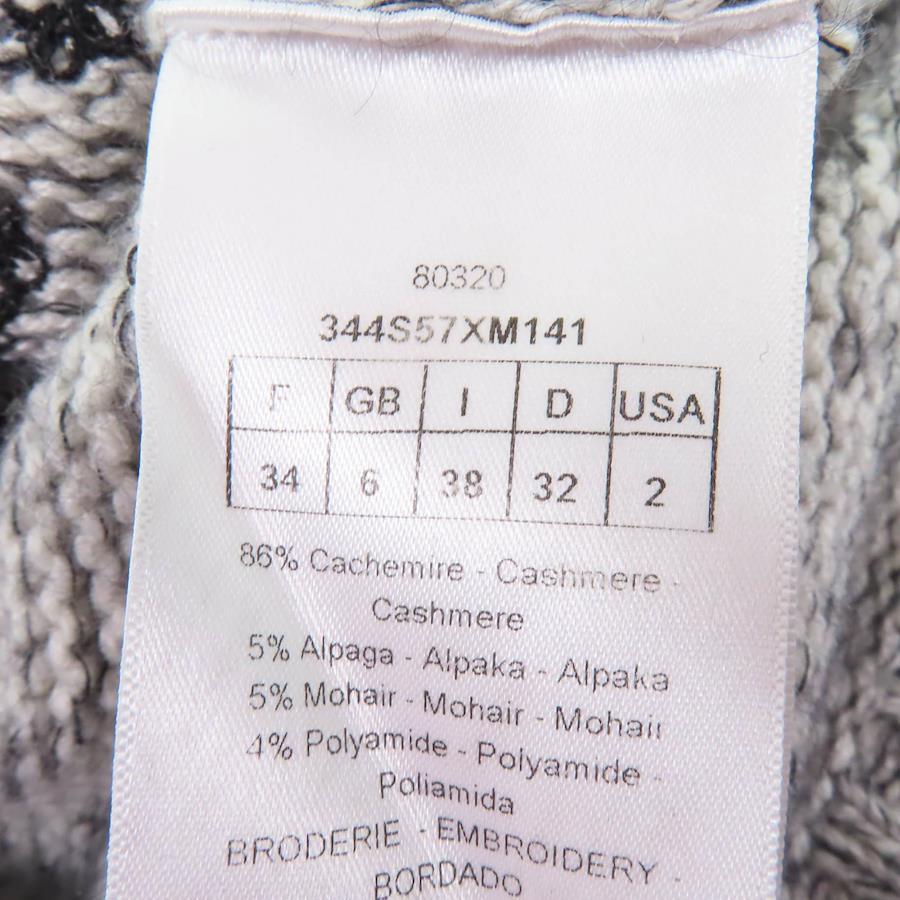 80320
344S57XM141
F GB I D USA
34 6 38 32 2
86% Cachemire - Cashmere -
Cashmere
5% Alpaga - Alpaka - Alpaka
5% Mohair - Mohair - Mohair
4% Polyamide - Polyamide -
Poliamida
BRODERIE - EMBROIDERY -
BORDADO